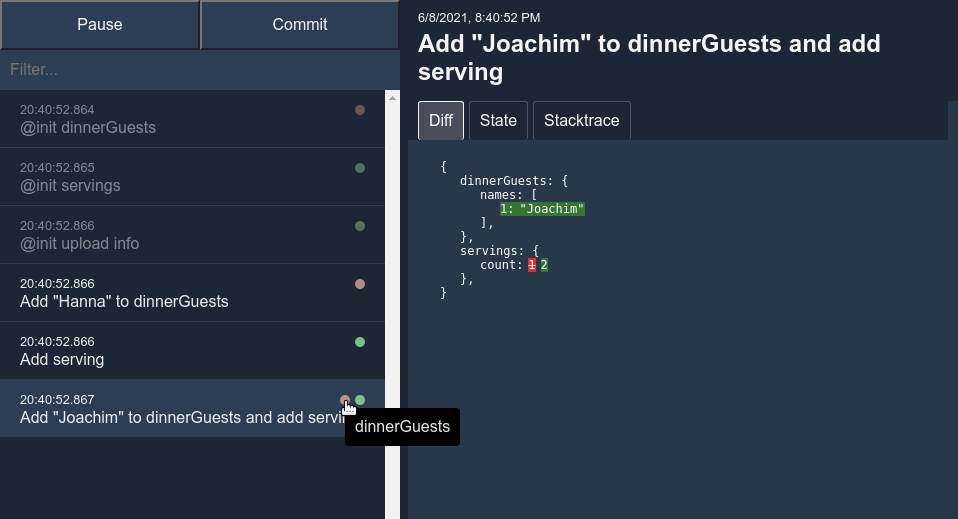 Pause
Commit
Filter...
20:40:52.864
@init dinnerGuests
20:40:52.865
@init servings
20:40:52.866
@init upload info
20:40:52.866
Add "Hanna" to dinnerGuests
20:40:52.866
Add serving
20:40:52.867
Add "Joachim" to dinnerGuests and add servi
dinnerGuests
6/8/2021, 8:40:52 PM
Add "Joachim" to dinnerGuests and add
serving
Diff
State
Stacktrace
{
dinnerGuests: {
names: [
1: "Joachim"
],
},
servings: {
count: 1 2
},
}